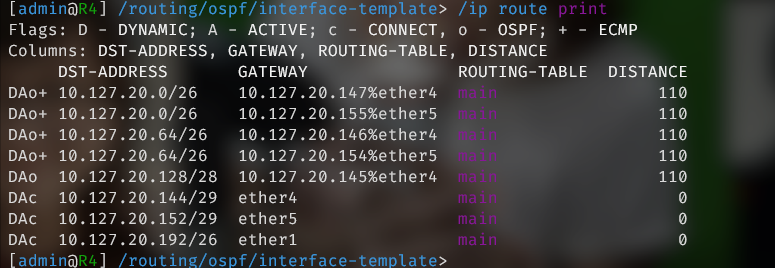 [admin@R4] /routing/ospf/interface-template> /ip route print
Flags: D - DYNAMIC; A - ACTIVE; c - CONNECT, o - OSPF; + - ECMP
Columns: DST-ADDRESS, GATEWAY, ROUTING-TABLE, DISTANCE
     DST-ADDRESS       GATEWAY               ROUTING-TABLE  DISTANCE
DAo+ 10.127.20.0/26    10.127.20.147%ether4  main                110
DAo+ 10.127.20.0/26    10.127.20.155%ether5  main                110
DAo+ 10.127.20.64/26   10.127.20.146%ether4  main                110
DAo+ 10.127.20.64/26   10.127.20.154%ether5  main                110
DAo  10.127.20.128/28  10.127.20.145%ether4  main                110
DAc  10.127.20.144/29  ether4                main                  0
DAc  10.127.20.152/29  ether5                main                  0
DAc  10.127.20.192/26  ether1                main                  0
[admin@R4] /routing/ospf/interface-template>